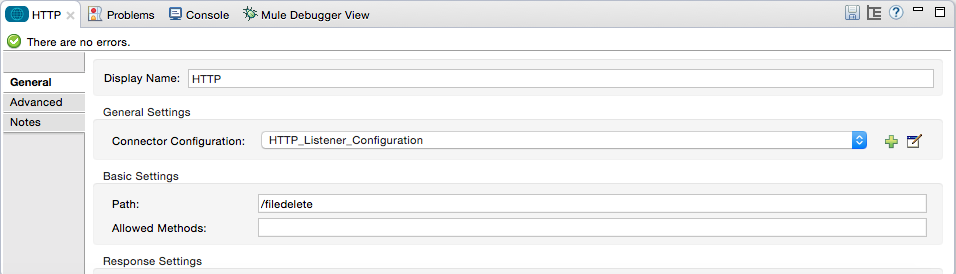 HTTP Problems Console Mule Debugger View
There are no errors.
General
Advanced
Notes
Display Name: HTTP
General Settings
Connector Configuration: HTTP_Listener_Configuration
Basic Settings
Path: /filedelete
Allowed Methods:
Response Settings